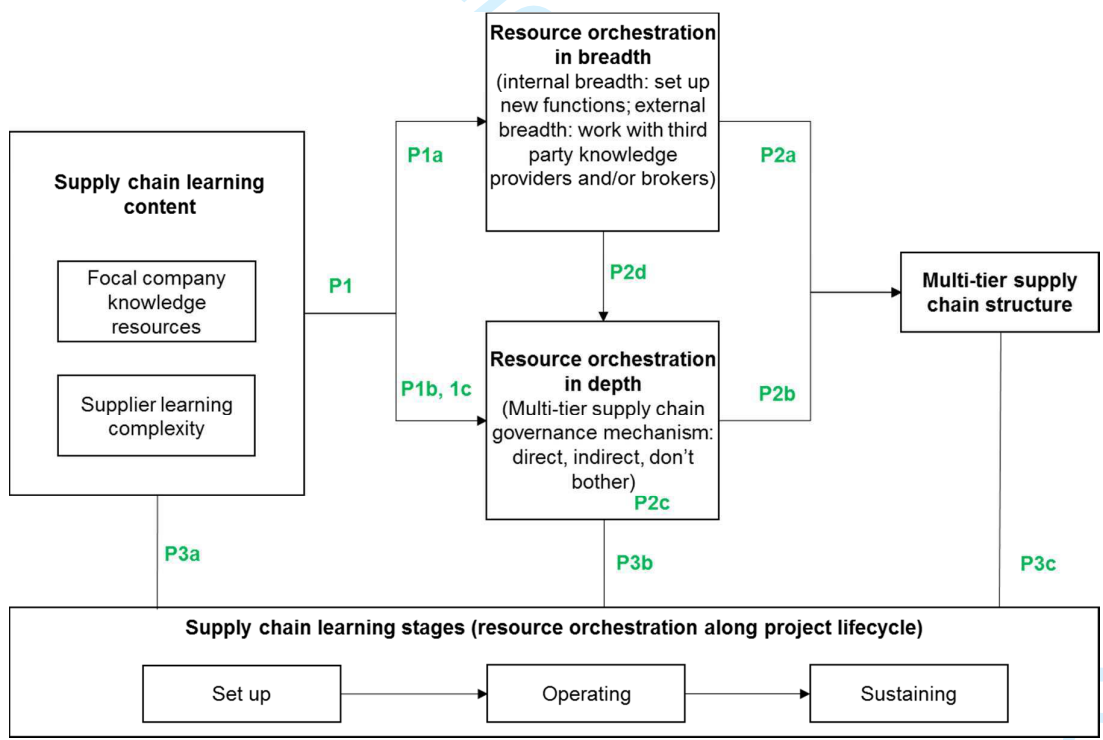 Resource orchestration
in breadth
(internal breadth: set up
new functions; external
breadth: work with third
party knowledge
providers and/or brokers)
P1a
P2a
Supply chain learning
content
Focal company
knowledge
resources
Supplier learning
complexity
P1
P2d
Multi-tier supply
chain structure
P1b, 1c
Resource orchestration
in depth
(Multi-tier supply chain
governance mechanism:
direct, indirect, don't
bother)
P2c
P2b
P3a
P3b
P3c
Supply chain learning stages (resource orchestration along project lifecycle)
Set up
Operating
Sustaining